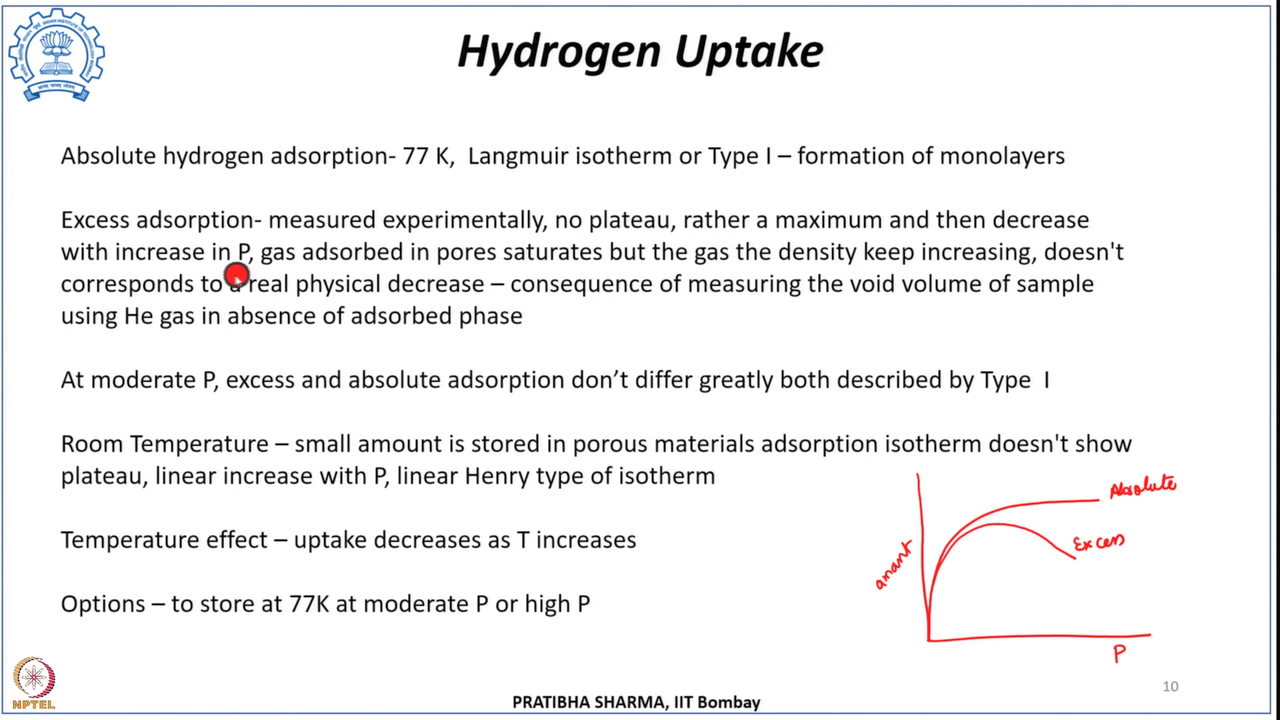 Hydrogen Uptake
Absolute hydrogen adsorption- 77 K, Langmuir isotherm or Type I – formation of monolayers
Excess adsorption- measured experimentally, no plateau, rather a maximum and then decrease
with increase in P, gas adsorbed in pores saturates but the gas the density keep increasing, doesn't
corresponds to a real physical decrease – consequence of measuring the void volume of sample
using He gas in absence of adsorbed phase
At moderate P, excess and absolute adsorption don’t differ greatly both described by Type I
Room Temperature – small amount is stored in porous materials adsorption isotherm doesn't show
plateau, linear increase with P, linear Henry type of isotherm
Absolute
Excess
amant
P
Temperature effect – uptake decreases as T increases
Options – to store at 77K at moderate P or high P
NPTEL
PRATIBHA SHARMA, IIT Bombay
10